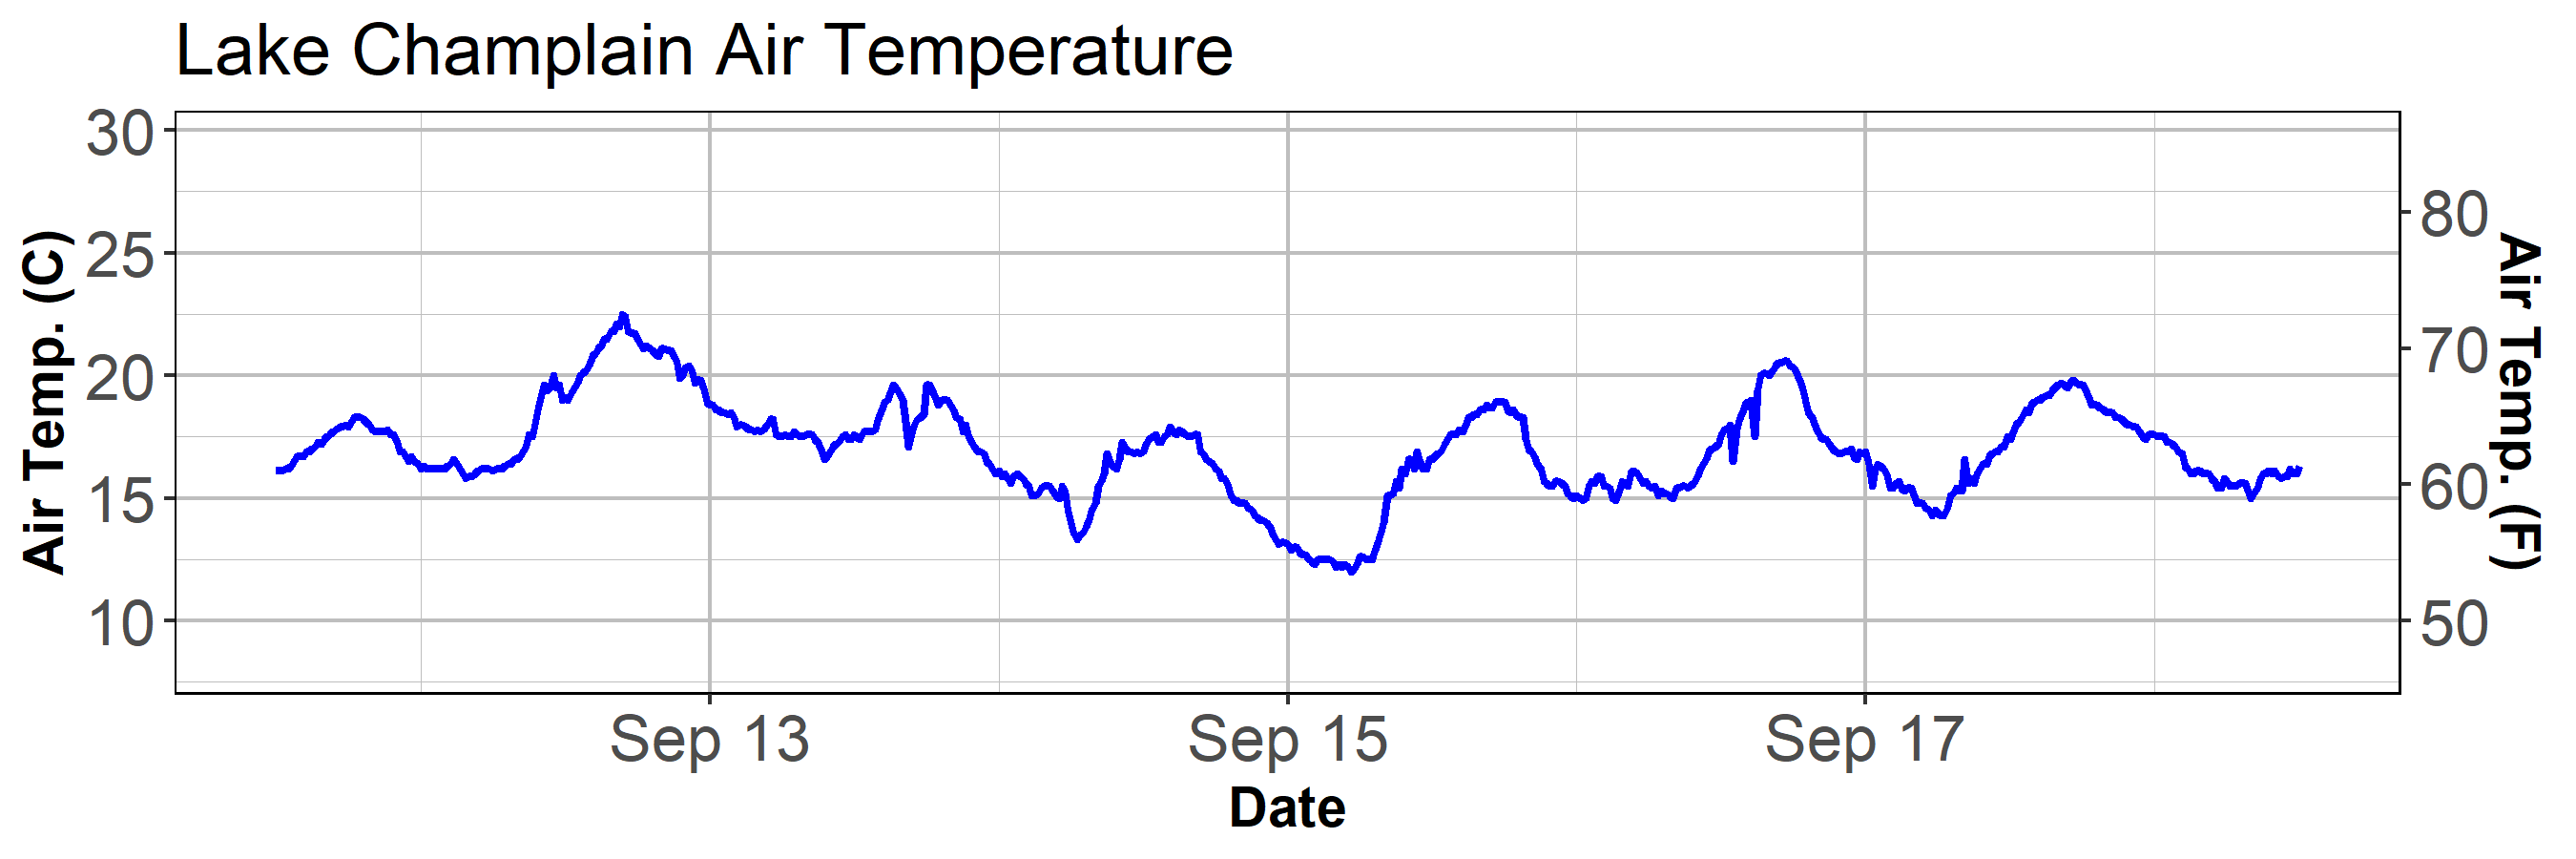 Lake Champlain Air Temperature
30
25
20
15
10
Air Temp. (C)
80
70
60
50
Air Temp. (F)
Sep 13
Sep 15
Sep 17
Date